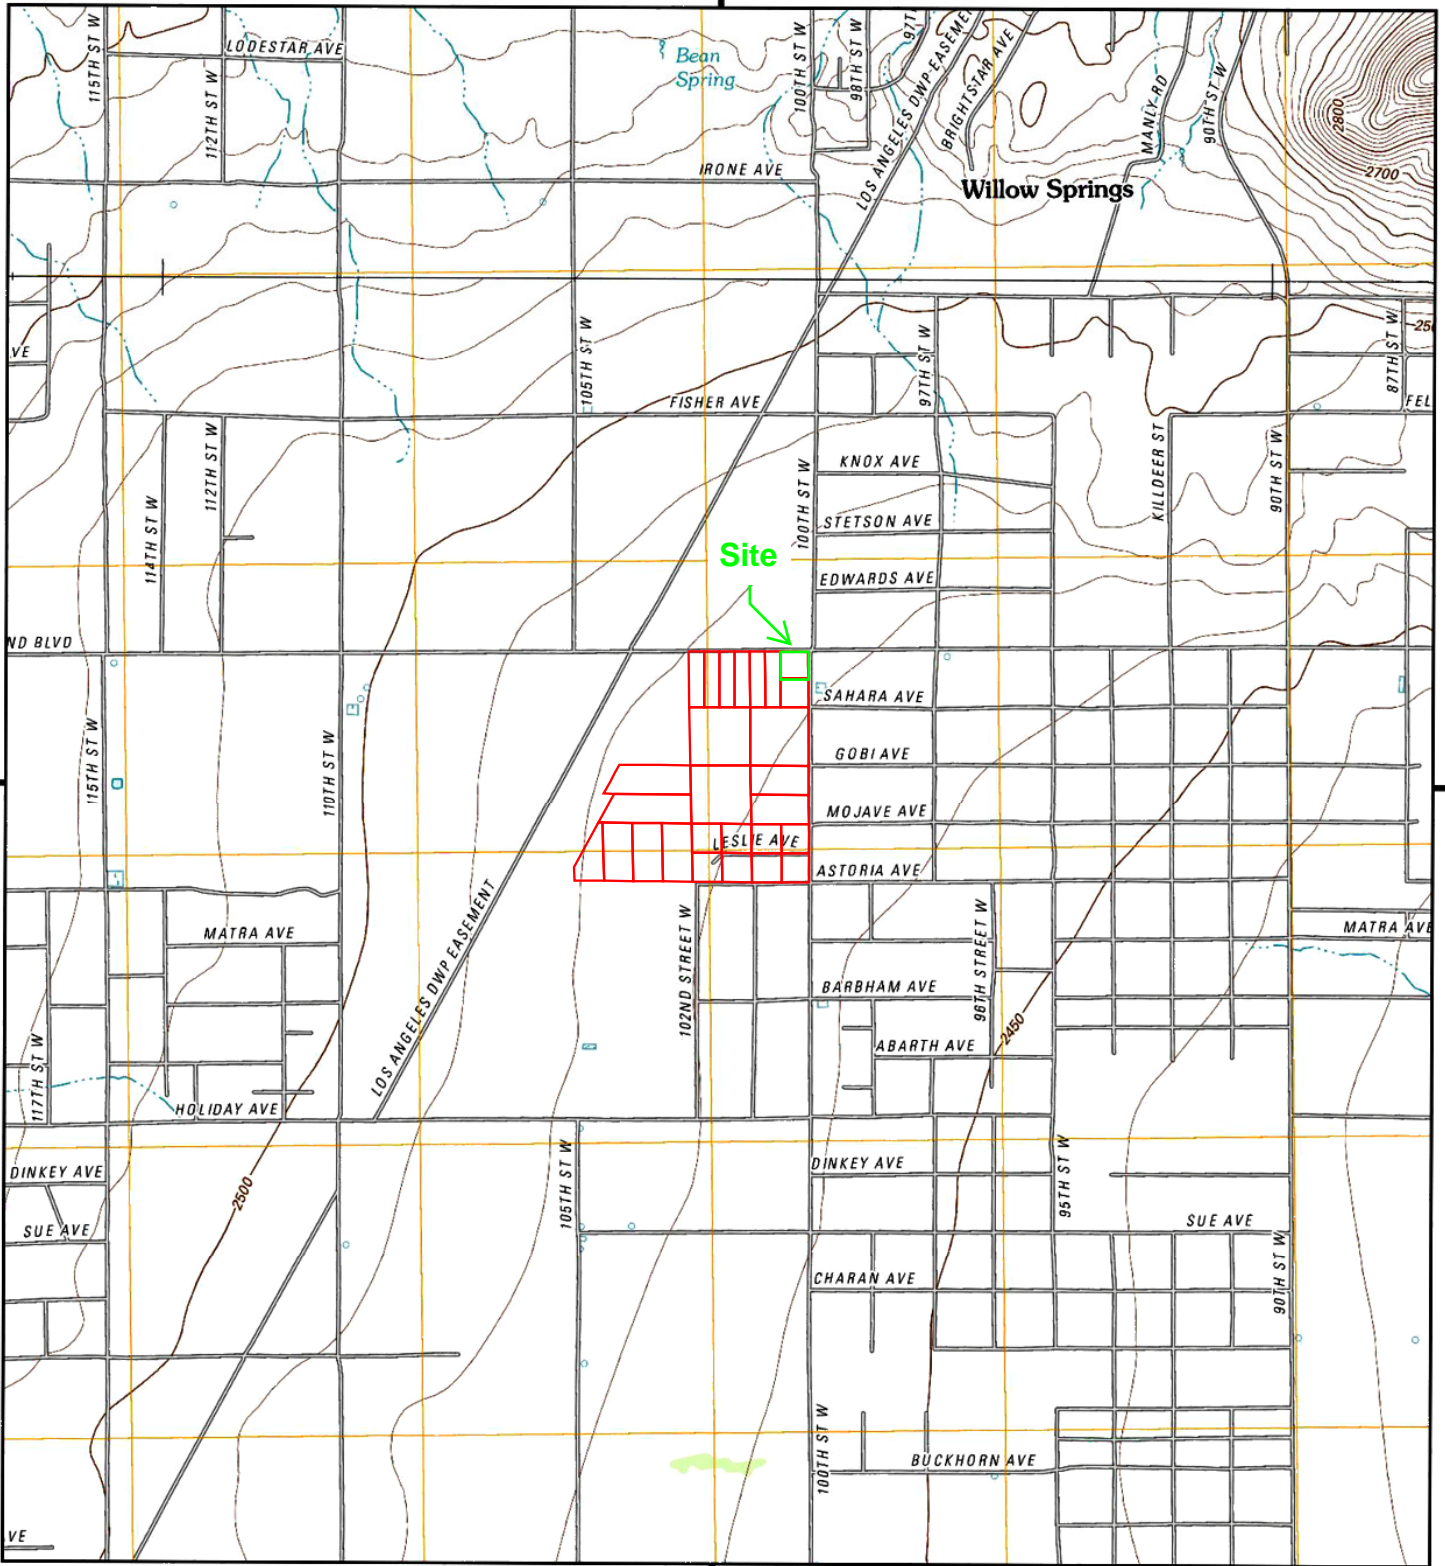 115TH ST W
LODESTAR AVE
112TH ST W
Bean
Spring
100TH ST W
98TH ST W
97T
LOS ANGELES DWP EASEMEN
BRIGHTSTAR AVE
MANLY RD
90TH ST W
2800
2700
IRONE AVE
Willow Springs
VE
105TH ST W
97TH ST W
87TH ST W
250
FISHER AVE
FEL
112TH ST W
114TH ST W
100TH ST W
KNOX AVE
KILLDEER ST
90TH ST W
STETSON AVE
Site
EDWARDS AVE
ND BLVD
SAHARA AVE
115TH ST W
110TH ST W
GOBI AVE
MOJAVE AVE
LESLIE AVE
ASTORIA AVE
LOS ANGELES DWP EASEMENT
MATRA AVE
102ND STREET W
96TH STREET W
MATRA AVE
BARBHAM AVE
2450
ABARTH AVE
117TH ST W
HOLIDAY AVE
DINKEY AVE
2500
105TH ST W
DINKEY AVE
95TH ST W
SUE AVE
SUE AVE
CHARAN AVE
90TH ST W
100TH ST W
BUCKHORN AVE
VE